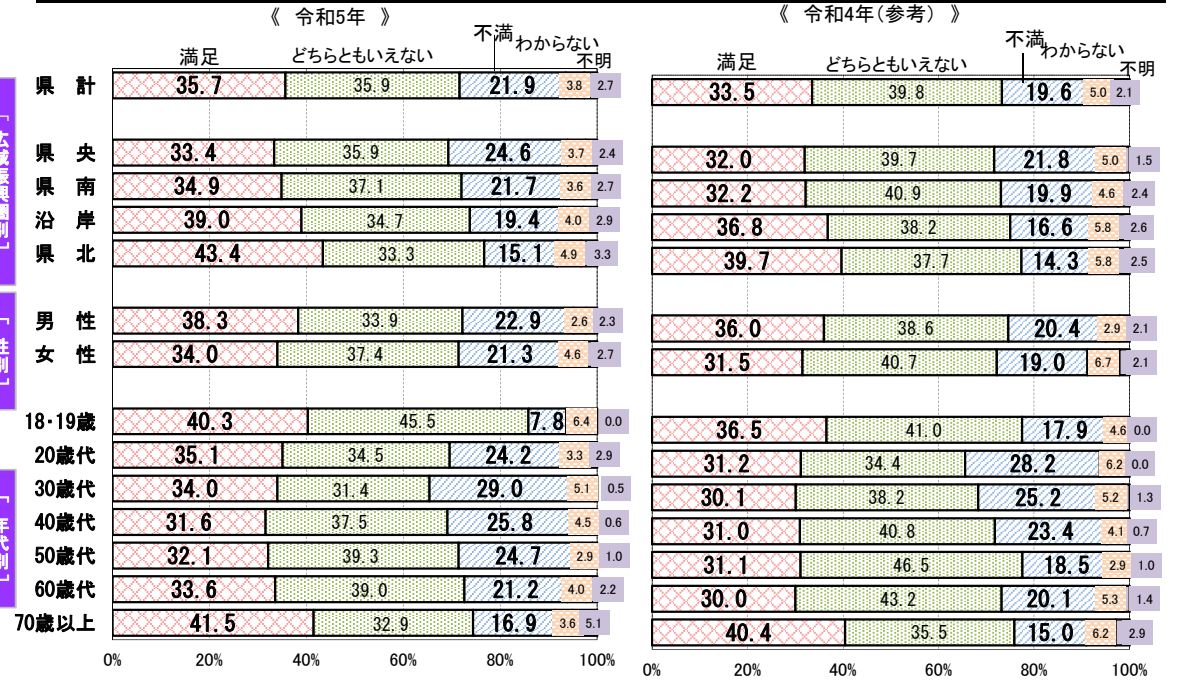 《 令和5年 》
《 令和4年(参考) 》
満足 どちらともいえない 不満 わからない 不明
満足 どちらともいえない 不満 わからない 不明
県 計 35.7 35.9 21.9 3.8 2.7 33.5 39.8 19.6 5.0 2.1
「広域振興圏別」
県 央 33.4 35.9 24.6 3.7 2.4 32.0 39.7 21.8 5.0 1.5
県 南 34.9 37.1 21.7 3.6 2.7 32.2 40.9 19.9 4.6 2.4
沿 岸 39.0 34.7 19.4 4.0 2.9 36.8 38.2 16.6 5.8 2.6
県 北 43.4 33.3 15.1 4.9 3.3 39.7 37.7 14.3 5.8 2.5
「性別」
男 性 38.3 33.9 22.9 2.6 2.3 36.0 38.6 20.4 2.9 2.1
女 性 34.0 37.4 21.3 4.6 2.7 31.5 40.7 19.0 6.7 2.1
「年代別」
18・19歳 40.3 45.5 7.8 6.4 0.0 36.5 41.0 17.9 4.6 0.0
20歳代 35.1 34.5 24.2 3.3 2.9 31.2 34.4 28.2 6.2 0.0
30歳代 34.0 31.4 29.0 5.1 0.5 30.1 38.2 25.2 5.2 1.3
40歳代 31.6 37.5 25.8 4.5 0.6 31.0 40.8 23.4 4.1 0.7
50歳代 32.1 39.3 24.7 2.9 1.0 31.1 46.5 18.5 2.9 1.0
60歳代 33.6 39.0 21.2 4.0 2.2 30.0 43.2 20.1 5.3 1.4
70歳以上 41.5 32.9 16.9 3.6 5.1 40.4 35.5 15.0 6.2 2.9
0% 20% 40% 60% 80% 100%
0% 20% 40% 60% 80% 100%